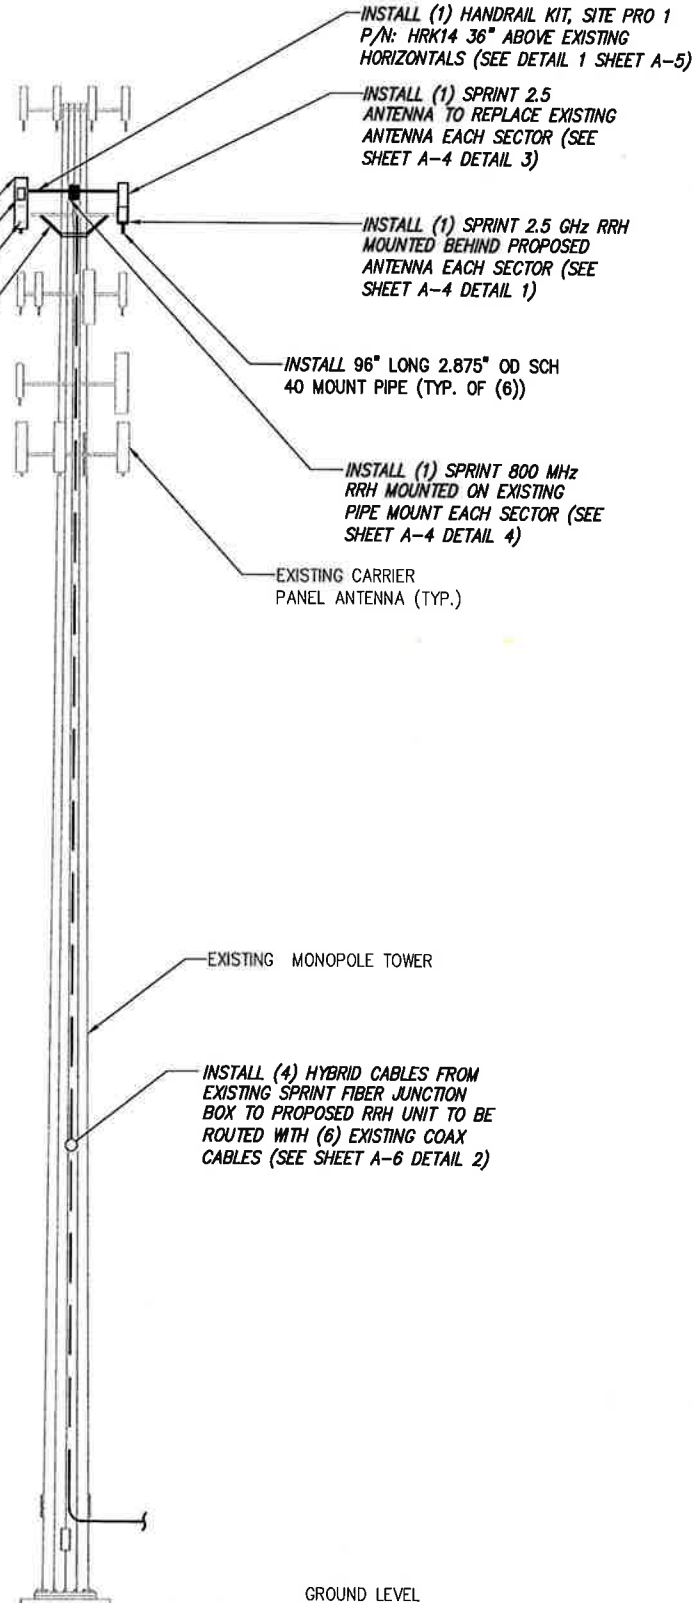 INSTALL (1) HANDRAIL KIT, SITE PRO 1
P/N: HRK14 36" ABOVE EXISTING
HORIZONTALS (SEE DETAIL 1 SHEET A-5)
INSTALL (1) SPRINT 2.5
ANTENNA TO REPLACE EXISTING
ANTENNA EACH SECTOR (SEE
SHEET A-4 DETAIL 3)
INSTALL (1) SPRINT 2.5 GHz RRH
MOUNTED BEHIND PROPOSED
ANTENNA EACH SECTOR (SEE
SHEET A-4 DETAIL 1)
INSTALL 96" LONG 2.875" OD SCH
40 MOUNT PIPE (TYP. OF (6))
INSTALL (1) SPRINT 800 MHz
RRH MOUNTED ON EXISTING
PIPE MOUNT EACH SECTOR (SEE
SHEET A-4 DETAIL 4)
EXISTING CARRIER
PANEL ANTENNA (TYP.)
EXISTING MONOPOLE TOWER
INSTALL (4) HYBRID CABLES FROM
EXISTING SPRINT FIBER JUNCTION
BOX TO PROPOSED RRH UNIT TO BE
ROUTED WITH (6) EXISTING COAX
CABLES (SEE SHEET A-6 DETAIL 2)
GROUND LEVEL